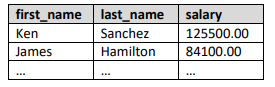 first_name last_name salary
Ken Sanchez 125500.00
James Hamilton 84100.00
... ... ...